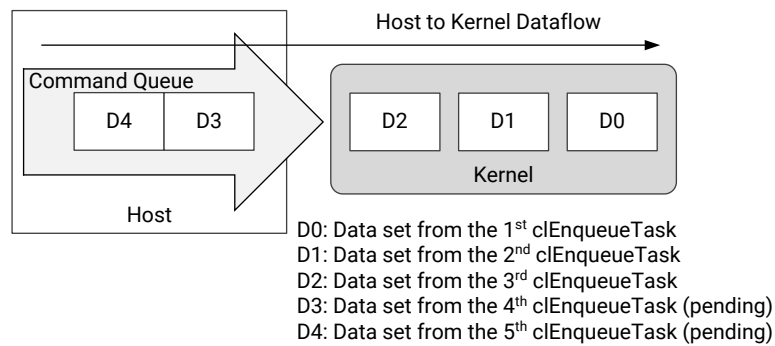 Host to Kernel Dataflow
Command Queue
D4 D3 D2 D1 D0
Kernel
Host
D0: Data set from the 1st clEnqueueTask
D1: Data set from the 2nd clEnqueueTask
D2: Data set from the 3rd clEnqueueTask
D3: Data set from the 4th clEnqueueTask (pending)
D4: Data set from the 5th clEnqueueTask (pending)